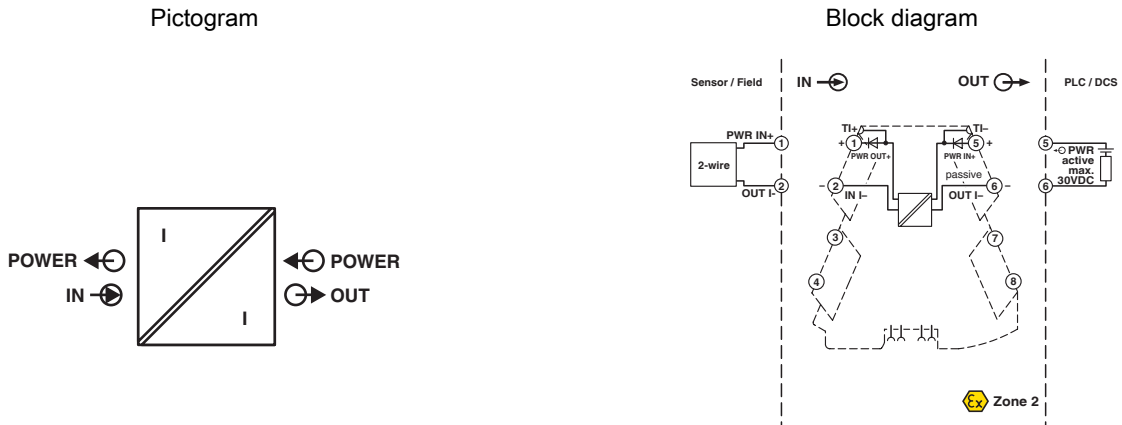 Pictogram
Block diagram
I
I
POWER
IN
POWER
OUT
Sensor / Field
IN
OUT
PLC / DCS
PWR IN+
1
2-wire
2
OUT I-
TI+
TI–
+ 1
5 +
PWR OUT+
PWR IN+
passive
– 2
IN I–
OUT I–
6 –
3
7
4
8
5
PWR
active
max.
30VDC
6
Ex Zone 2